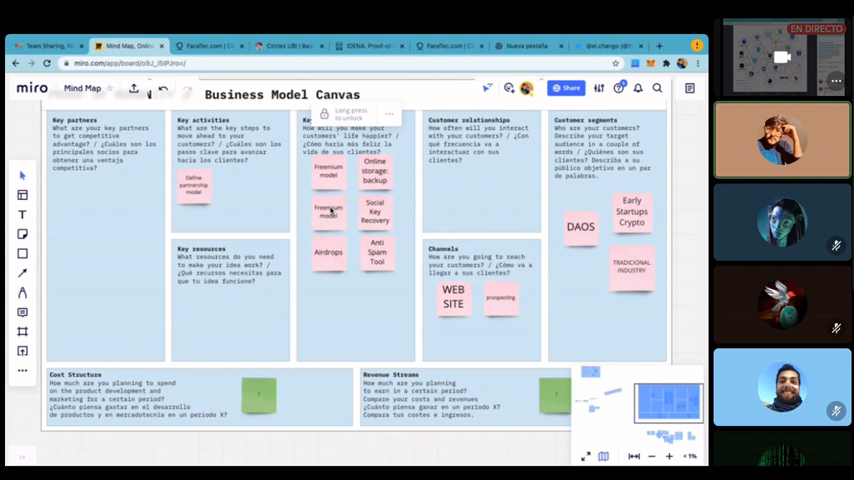 EN DIRECTO
Team Sharing, N
Mind Map, Onlin
FaceTec.com | Co
Circles UBI | Bas
IDENA: Proof-of-
FaceTec.com | Co
Nueva pestaña
@el.chango (@t
miro
Mind Map
Business Model Canvas
Share
Long press
to unlock
Key partners
What are your key partners
to get competitive
advantage? / ¿Cuáles son los
principales socios para
obtener una ventaja
competitiva?
Key activities
What are the key steps to
move ahead to your
customers? / ¿Cuáles son los
pasos clave para avanzar
hacia los clientes?
Define
partnership
model
Key resources
What resources do you need
to make your idea work? /
¿Qué recursos necesitas para
que tu idea funcione?
How will you make your
customers' life happier? /
¿Cómo harías más felíz la
vida de sus clientes?
Freemium
model
Online
storage:
backup
Freemium
model
Social
Key
Recovery
Airdrops
Anti
Spam
Tool
Customer relationships
How often will you interact
with your customers? / ¿Con
qué frecuencia va a
interactuar con sus
clientes?
Channels
How are you going to reach
your customers? /¿Cómo va a
llegar a sus clientes?
WEB
SITE
prospecting
Customer segments
Who are your customers?
Describe your target
audience in a couple of
words / ¿Quiénes son sus
clientes? Describa a su
público objetivo en un par
de palabras.
DAOS
Early
Startups
Crypto
TRADICIONAL
INDUSTRY
Cost Structure
How much are you planning to spend
on the product development and
marketing for a certain period?
¿Cuánto piensa gastar en el desarrollo
de productos y en mercadotecnia en un periodo X?
?
Revenue Streams
How much are you planning
to earn in a certain period?
Compare your costs and revenues
¿Cuánto piensa ganar en un periodo X?
Compara tus costes e ingresos.
?
< 1%